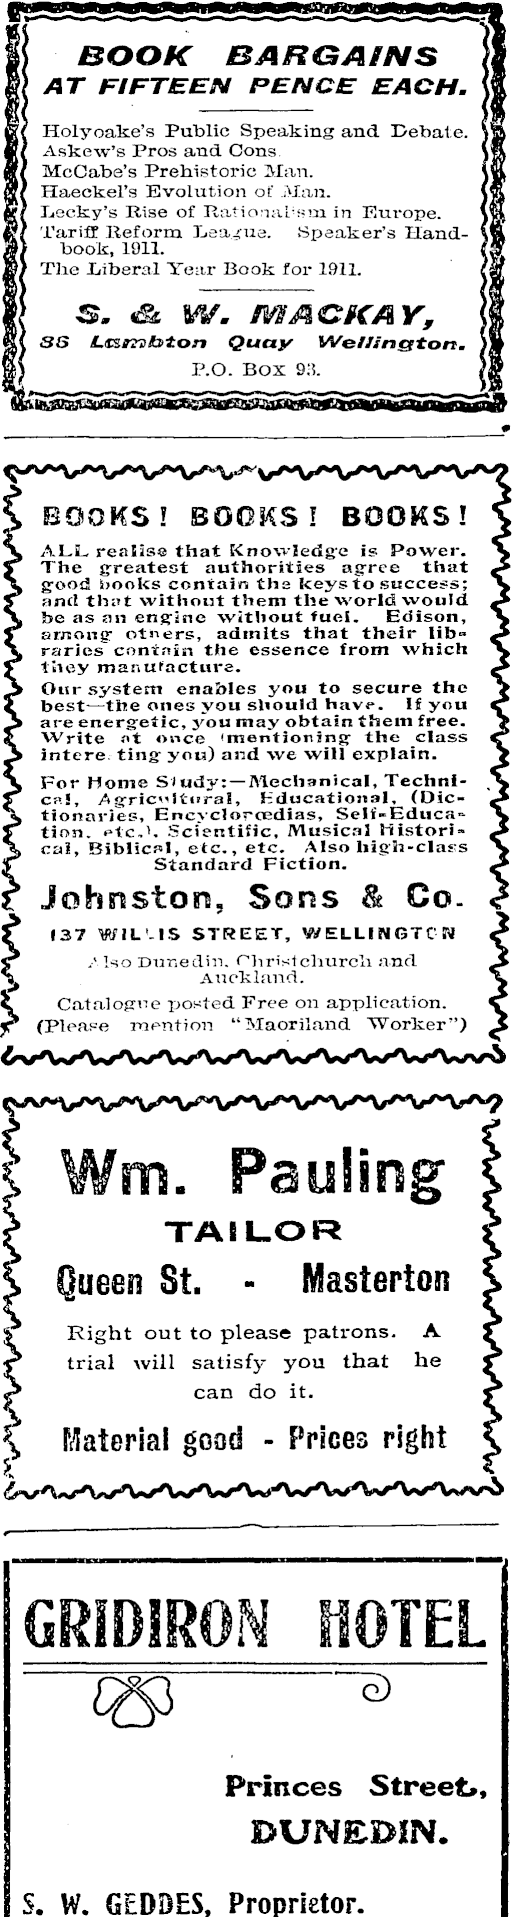 BOOK BARGAINS
AT FIFTEEN PENCE EACH.
Holyoake's Public Speaking and Debate.
Askew's Pros and Cons.
McCabe's Prehistoric Man.
Haeckel's Evolution of Man.
Lecky's Rise of Rationalism in Europe.
Tariff Reform League. Speaker's Hand-
book, 1911.
The Liberal Year Book for 1911.
S. & W. MACKAY,
Lambton Quay Wellington.
P.O. Box 93.
BOOKS! BOOKS! BOOKS!
ALL realise that Knowledge is Power.
The greatest authorities agree that
good books contain the keys to success;
and that without them the world would
be as an engine without fuel. Edison,
among others, admits that their lib-
raries contain the essence from which
they manufacture.
Our system enables you to secure the
best—the ones you should have. If you
are energetic, you may obtain them free.
Write at once (mentioning the class
interesting you) and we will explain.
For Home Study:—Mechanical, Techni-
cal, Agricultural, Educational, (Dic-
tionaries, Encyclopœdias, Self-Educa-
tion, etc.), Scientific, Musical Histori-
cal, Biblical, etc., etc. Also high-class
Standard Fiction.
Johnston, Sons & Co.
137 WILLIS STREET, WELLINGTON
Also Dunedin, Christchurch and
Auckland.
Catalogue posted Free on application.
(Please mention "Maoriland Worker")
Wm. Pauling
TAILOR
Queen St. - Masterton
Right out to please patrons. A
trial will satisfy you that he
can do it.
Material good - Prices right
GRIDIRON HOTEL
Princes Street,
DUNEDIN.
S. W. GEDDES, Proprietor.